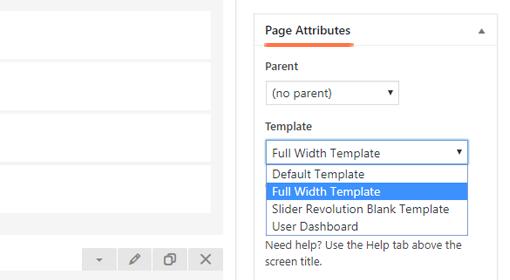 Page Attributes
Parent
(no parent)
Template
Full Width Template
Default Template
Full Width Template
Slider Revolution Blank Template
User Dashboard
Need help? Use the Help tab above the
screen title.